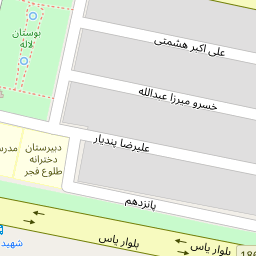 بوستان
لاله
علی اکبر هشمتی
خسرو میرزا عبدالله
علیرضا پندیار
دبیرستان
دخترانه
طلوع فجر
پانزدهم
بلوار یاس
بلوار یاس
شهید